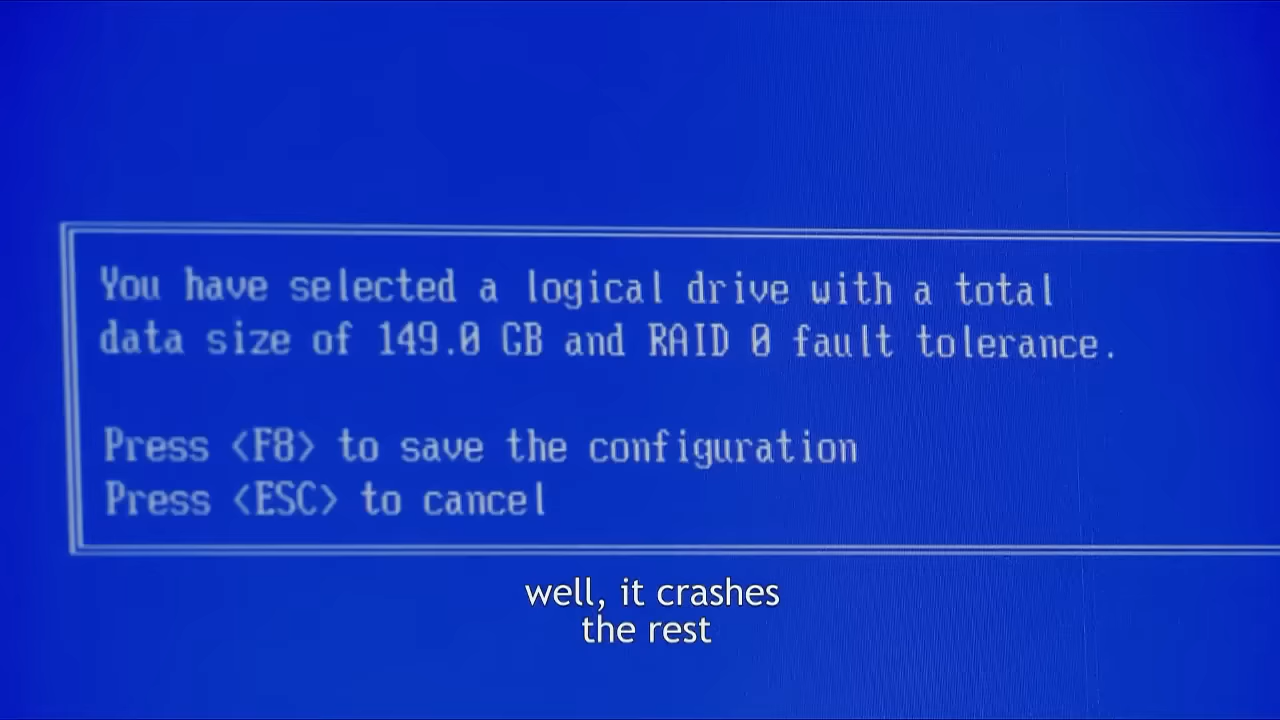 You have selected a logical drive with a total
data size of 149.0 GB and RAID 0 fault tolerance.
Press <F8> to save the configuration
Press <ESC> to cancel
well, it crashes
the rest